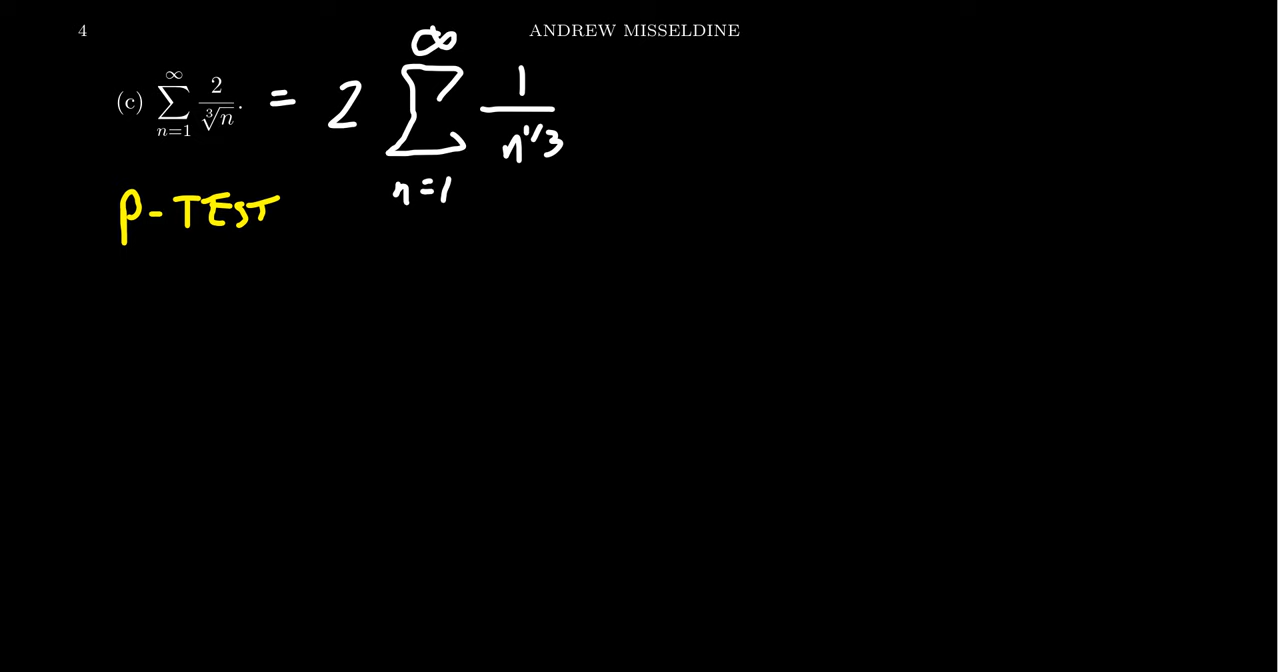 4 ANDREW MISSELDINE
(c) ∑_{n=1}^{∞} 2/∛n. = 2 ∑_{n=1}^{∞} 1/n^{1/3}
P-TEST